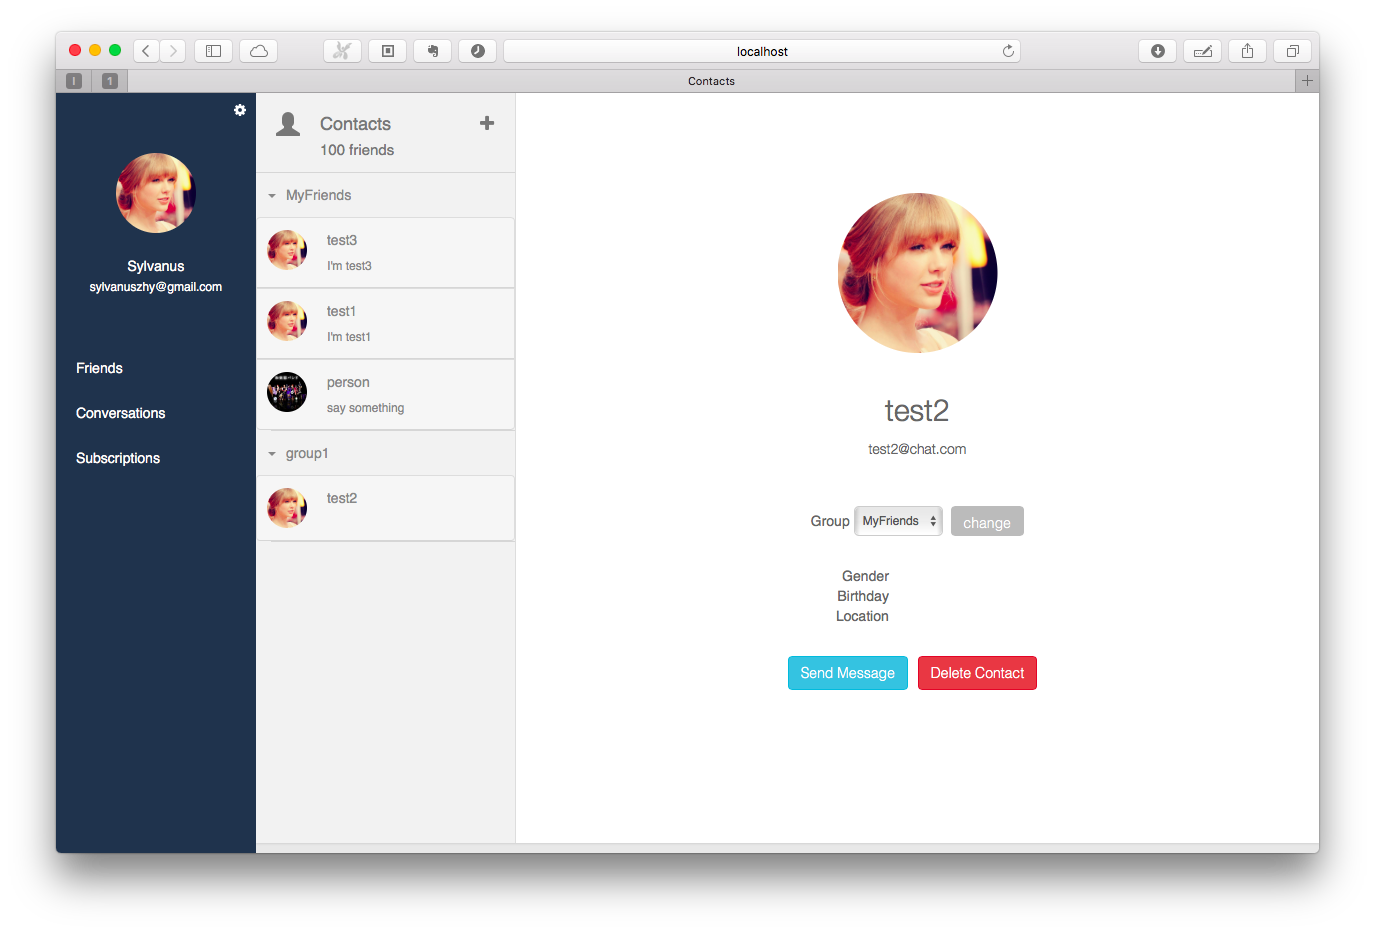 localhost
I
1
Contacts
Sylvanus
sylvanuszhy@gmail.com
Friends
Conversations
Subscriptions
Contacts
100 friends
MyFriends
test3
I'm test3
test1
I'm test1
person
say something
group1
test2
test2
test2@chat.com
Group MyFriends change
Gender
Birthday
Location
Send Message Delete Contact